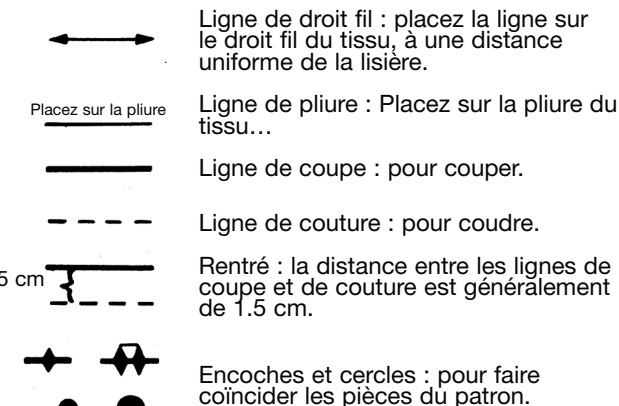 Ligne de droit fil : placez la ligne sur
le droit fil du tissu, à une distance
uniforme de la lisière.
Placez sur la pliure
Ligne de pliure : Placez sur la pliure du
tissu…
Ligne de coupe : pour couper.
Ligne de couture : pour coudre.
5 cm
Rentré : la distance entre les lignes de
coupe et de couture est généralement
de 1.5 cm.
Encoches et cercles : pour faire
coïncider les pièces du patron.